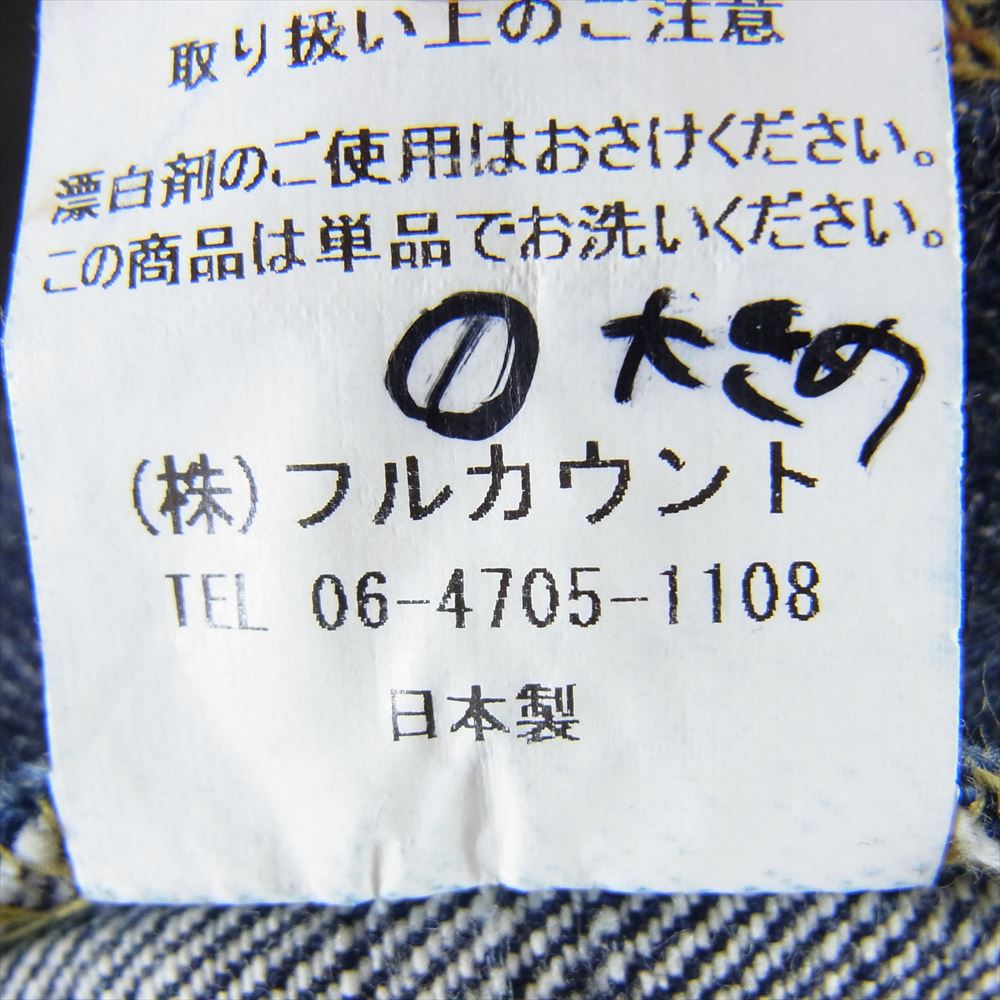 取り扱い上のご注意
漂白剤のご使用はおさけください。
この商品は単品でお洗いください。
① 大きめ
(株)フルカウント
TEL 06-4705-1108
日本製